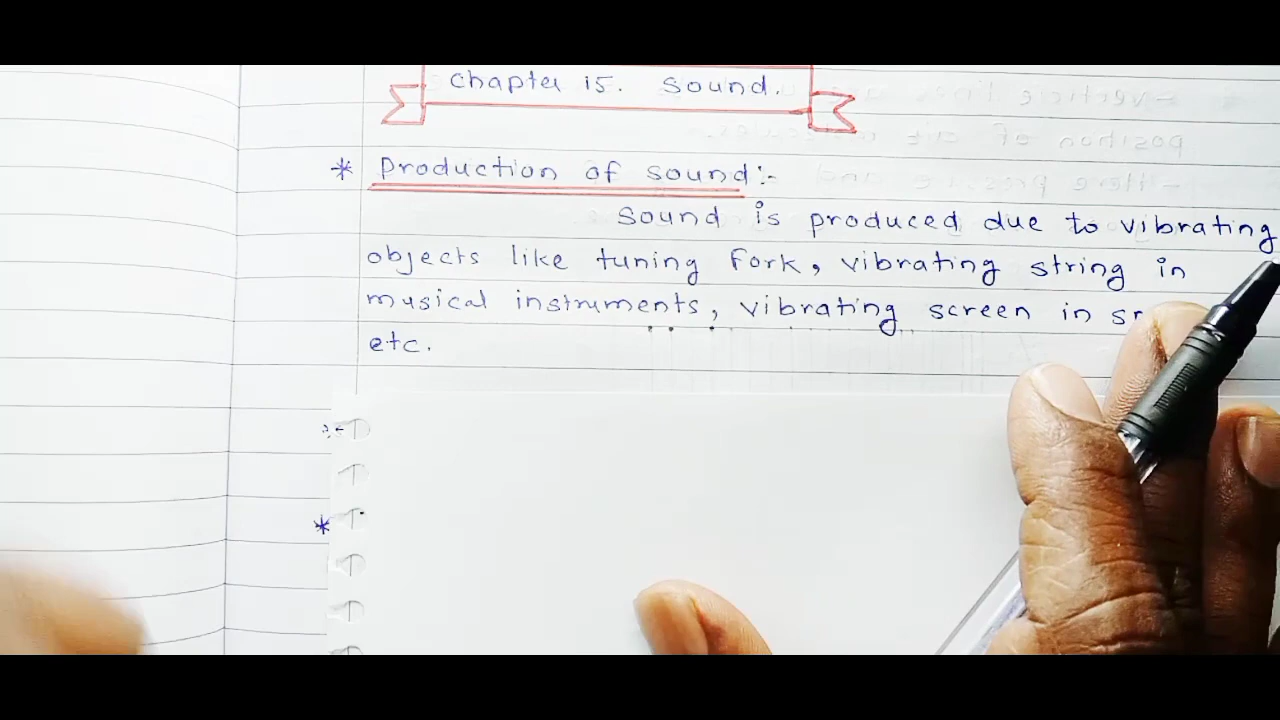 chapter 15. Sound.
* Production of sound:-
Sound is produced due to vibrating
objects like tuning fork, vibrating string in
musical instruments, vibrating screen in
etc.
*